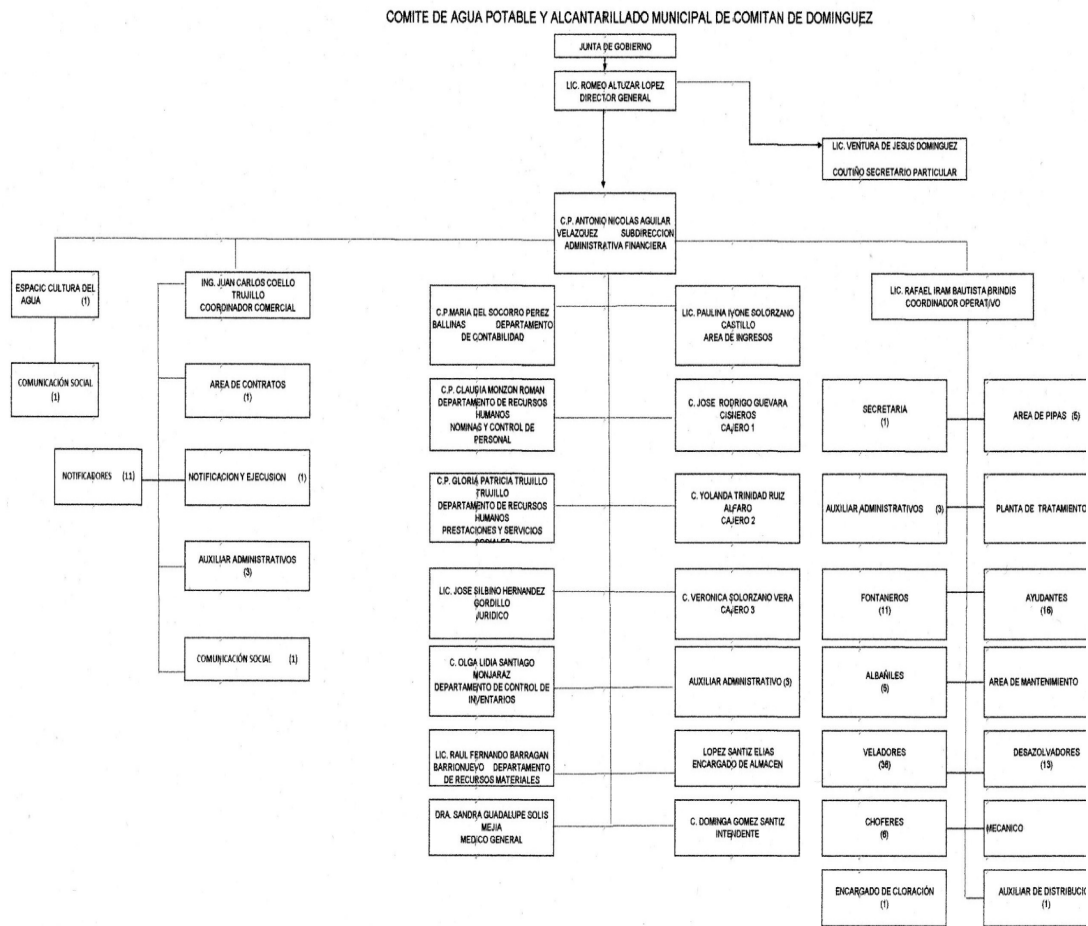 COMITE DE AGUA POTABLE Y ALCANTARILLADO MUNICIPAL DE COMITAN DE DOMINGUEZ
JUNTA DE GOBIERNO
LIC. ROMEO ALTUZAR LOPEZ
DIRECTOR GENERAL
LIC. VENTURA DE JESUS DOMINGUEZ
COUTIÑO SECRETARIO PARTICULAR
C.P. ANTONIO NICOLAS AGUILAR
VELAZQUEZ SUBDIRECCION
ADMINISTRATIVA FINANCIERA
ESPACIC CULTURA DEL
AGUA (1)
COMUNICACIÓN SOCIAL
(1)
ING. JUAN CARLOS COELLO
TRUJILLO
COORDINADOR COMERCIAL
AREA DE CONTRATOS
(1)
NOTIFICADORES (11)
NOTIFICACION Y EJECUSION (1)
AUXILIAR ADMINISTRATIVOS
(3)
COMUNICACIÓN SOCIAL (1)
C.P.MARIA DEL SOCORRO PEREZ
BALLINAS DEPARTAMENTO
DE CONTABILIDAD
LIC. PAULINA IVONE SOLORZANO
CASTILLO
AREA DE INGRESOS
C.P. CLAUDIA MONZON ROMAN
DEPARTAMENTO DE RECURSOS
HUMANOS
NOMINAS Y CONTROL DE
PERSONAL
C. JOSE RODRIGO GUEVARA
CISNEROS
CAJERO 1
C.P. GLORIA PATRICIA TRUJILLO
TRUJILLO
DEPARTAMENTO DE RECURSOS
HUMANOS
PRESTACIONES Y SERVICIOS
SOCIALES
C. YOLANDA TRINIDAD RUIZ
ALFARO
CAJERO 2
LIC. JOSE SILBINO HERNANDEZ
GORDILLO
JURIDICO
C. VERONICA SOLORZANO VERA
CAJERO 3
C. OLGA LIDIA SANTIAGO
MONJARAZ
DEPARTAMENTO DE CONTROL DE
INVENTARIOS
AUXILIAR ADMINISTRATIVO (3)
LIC. RAUL FERNANDO BARRAGAN
BARRIONUEVO DEPARTAMENTO
DE RECURSOS MATERIALES
LOPEZ SANTIZ ELIAS
ENCARGADO DE ALMACEN
DRA. SANDRA GUADALUPE SOLIS
MEJIA
MEDICO GENERAL
C. DOMINGA GOMEZ SANTIZ
INTENDENTE
LIC. RAFAEL IRAM BAUTISTA BRINDIS
COORDINADOR OPERATIVO
SECRETARIA
(1)
AREA DE PIPAS (5)
AUXILIAR ADMINISTRATIVOS (3)
PLANTA DE TRATAMIENTO
FONTANEROS
(11)
AYUDANTES
(16)
ALBAÑILES
(5)
AREA DE MANTENIMIENTO
VELADORES
(36)
DESAZOLVADORES
(13)
CHOFERES
(6)
MECANICO
ENCARGADO DE CLORACIÓN
(1)
AUXILIAR DE DISTRIBUCIO
(1)